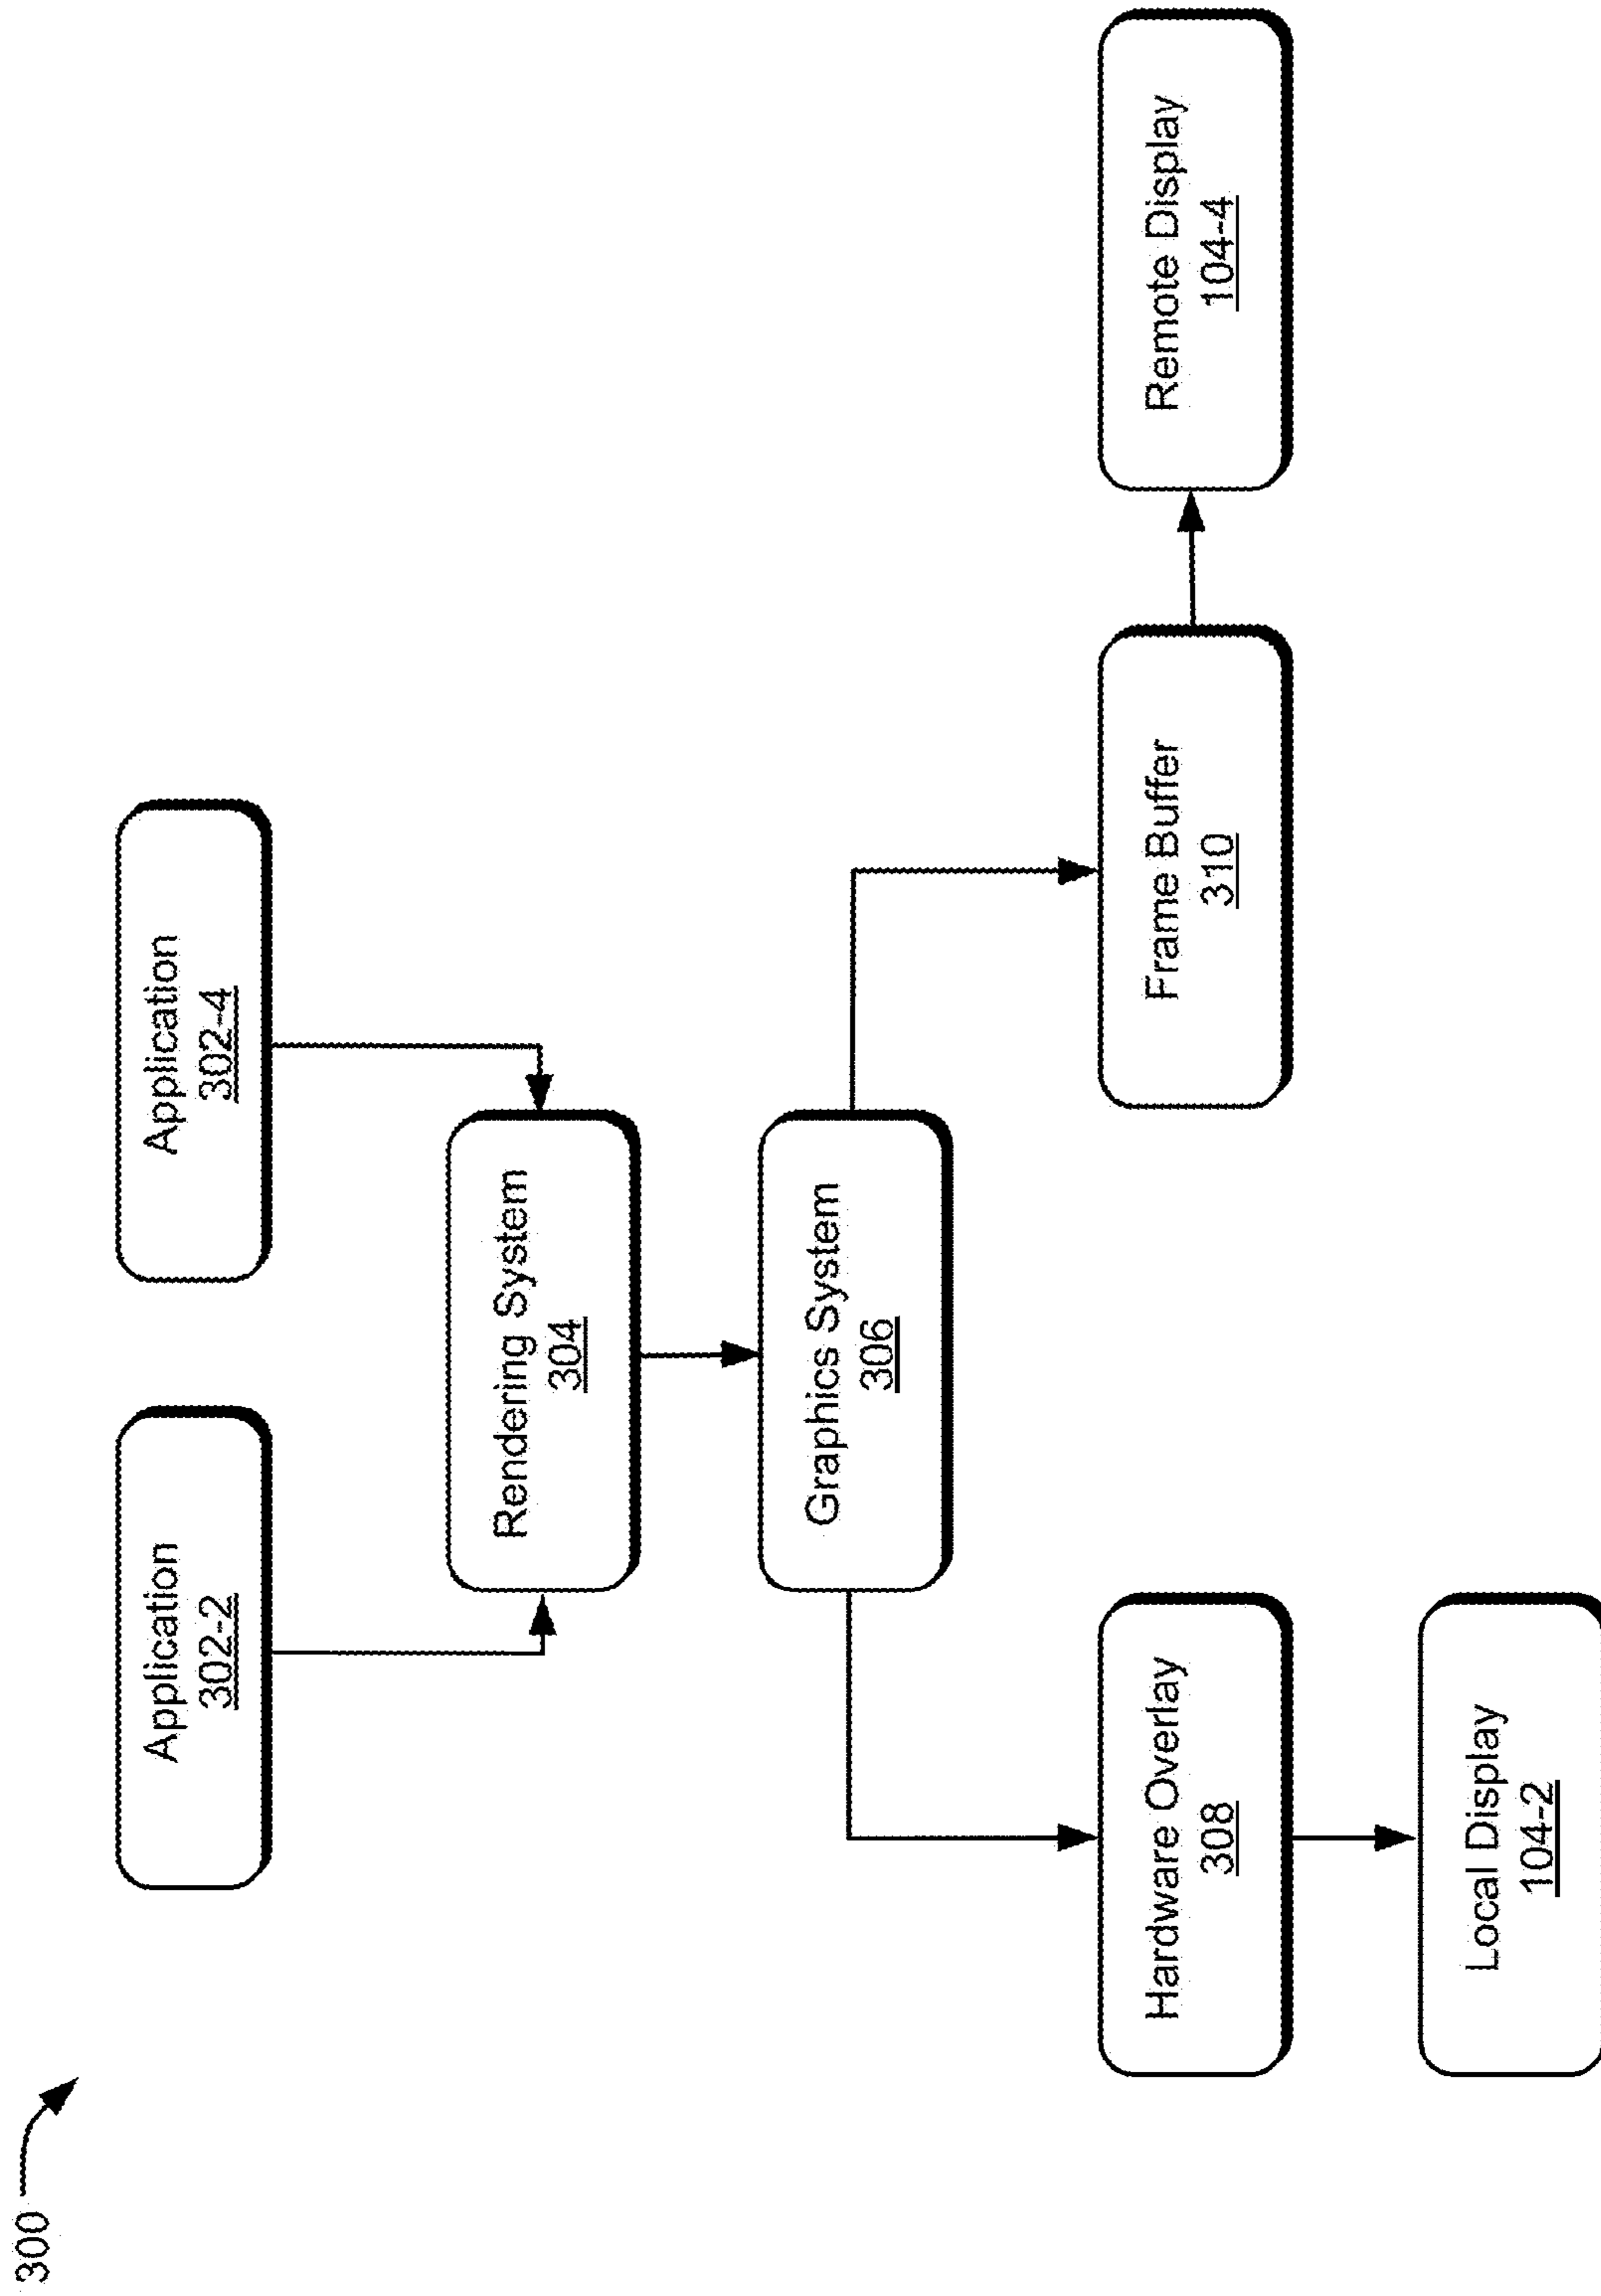 300
Application
302-2
Application
302-4
Rendering System
304
Graphics System
306
Hardware Overlay
308
Frame Buffer
310
Remote Display
104-4
Local Display
104-2